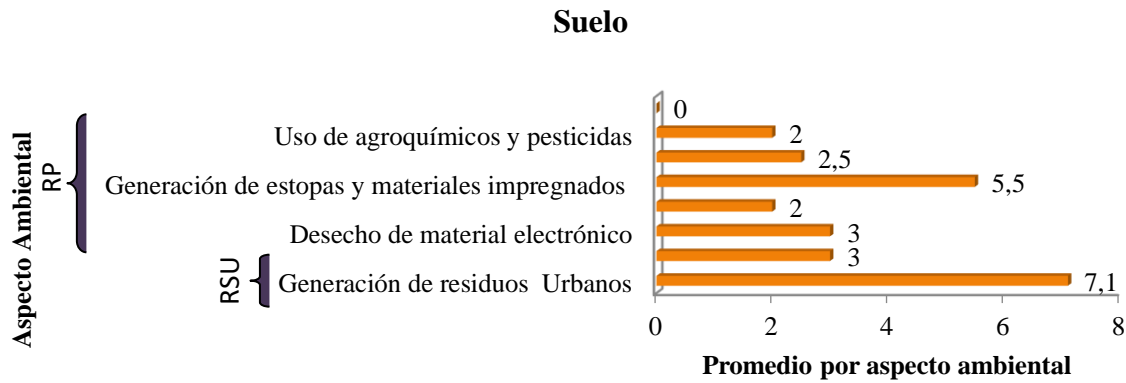 Suelo
0
Uso de agroquímicos y pesticidas 2
2,5
Generación de estopas y materiales impregnados 5,5
2
Desecho de material electrónico 3
3
Generación de residuos Urbanos 7,1
Aspecto Ambiental
RP
RSU
0 2 4 6 8
Promedio por aspecto ambiental